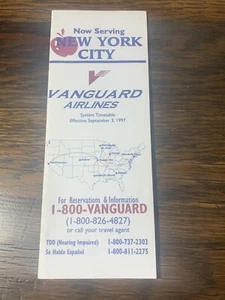 Now Serving
NEW YORK
CITY
VANGUARD
AIRLINES
System Timetable
Effective September 3, 1997
For Reservations & Information
1-800-VANGUARD
(1-800-826-4827)
or call your travel agent
TDD (Hearing Impaired) 1-800-737-2302
Se Habla Español 1-800-811-2275